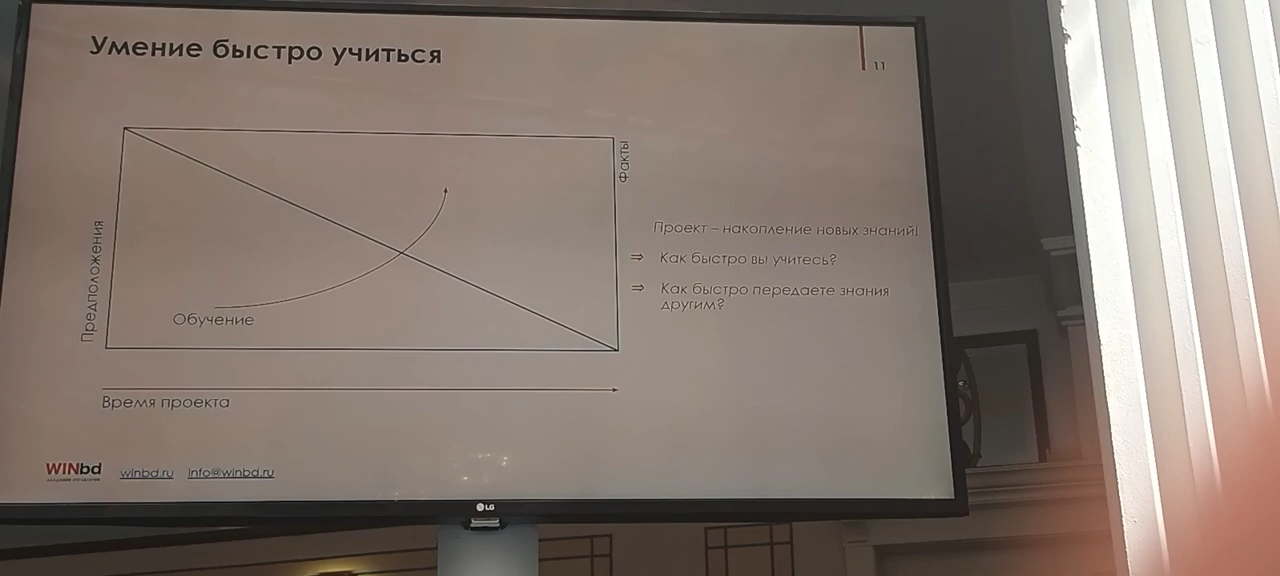 Умение быстро учиться
11
Факты
Предположения
Обучение
Время проекта
Проект – накопление новых знаний!
⇒ Как быстро вы учитесь?
⇒ Как быстро передаете знания
другим?
WINbd
winbd.ru info@winbd.ru
LG